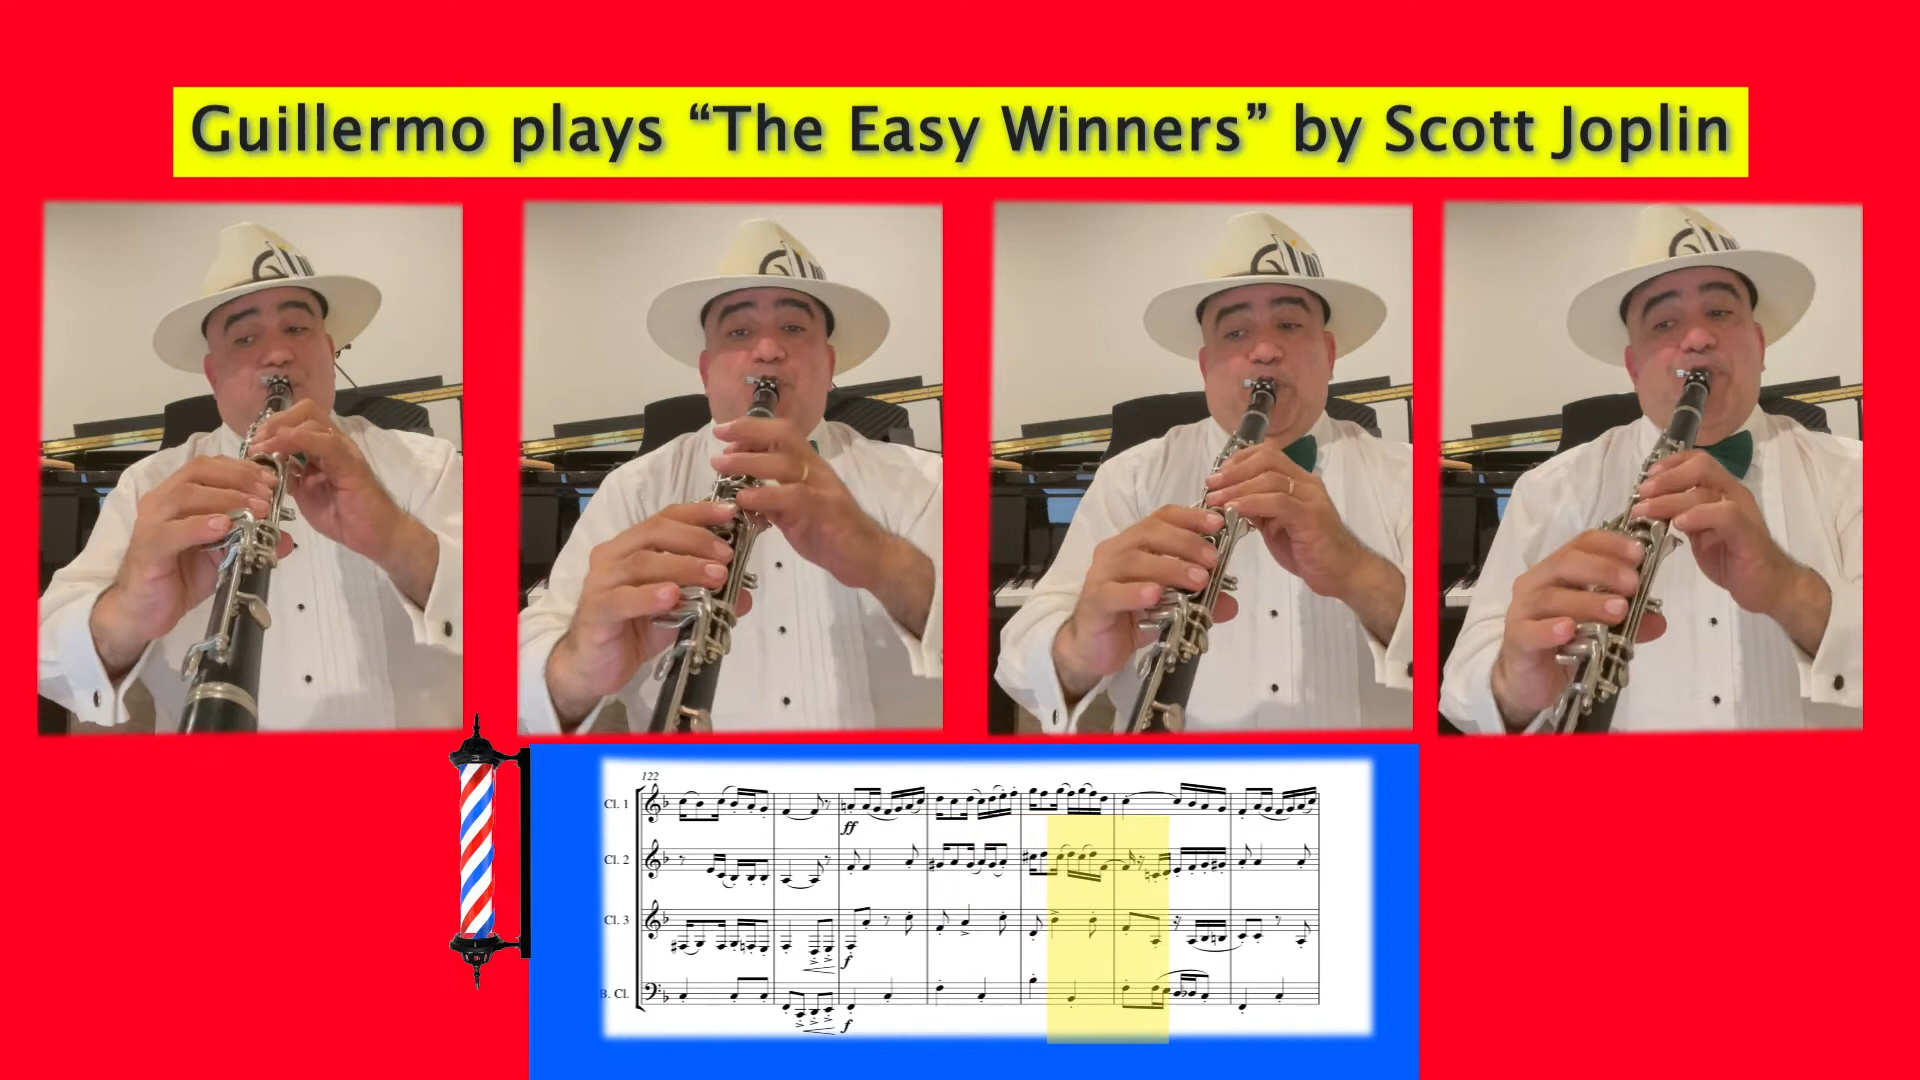 Guillermo plays “The Easy Winners” by Scott Joplin
122
Cl. 1
ff
Cl. 2
Cl. 3
f
B. Cl.
f